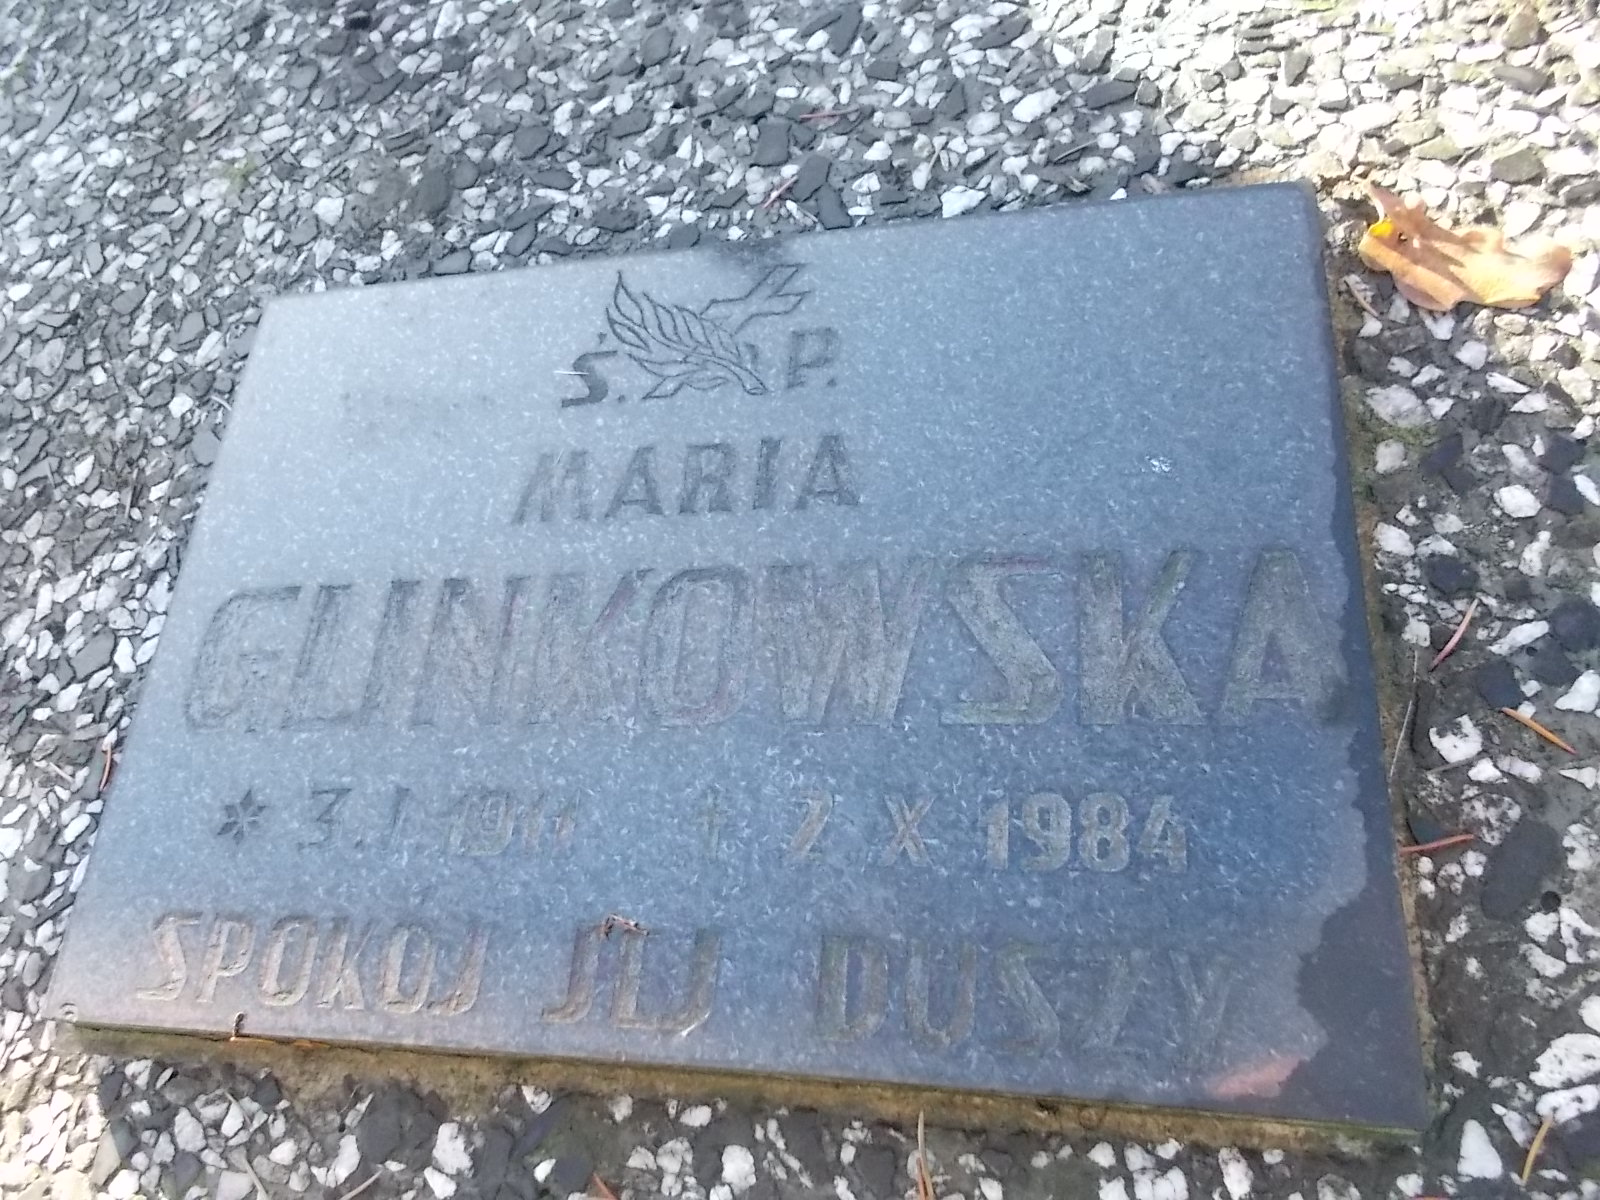 Ś. P.
MARIA
GLINKOWSKA
* 3.I 1911 † 2 X 1984
SPOKÓJ JEJ DUSZY